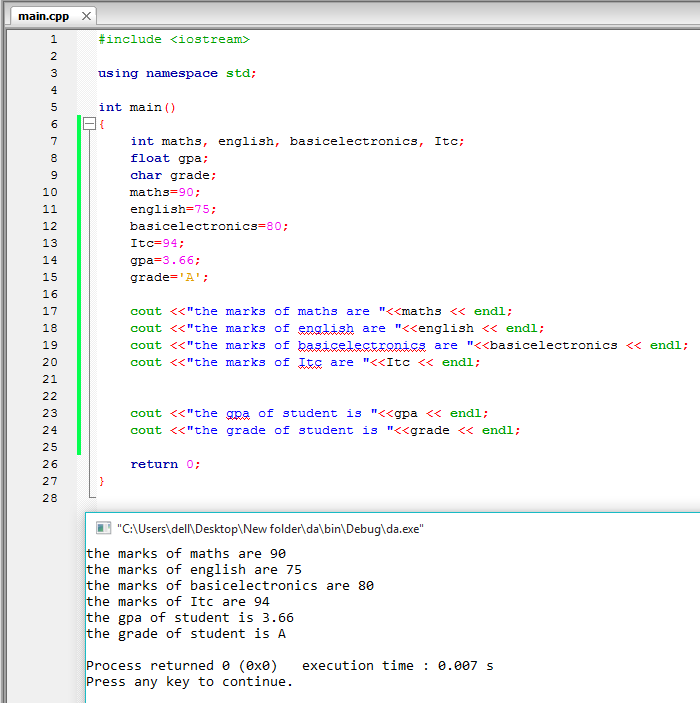 main.cpp
1 #include <iostream>
2
3 using namespace std;
4
5 int main()
6 {
7 int maths, english, basicelectronics, Itc;
8 float gpa;
9 char grade;
10 maths=90;
11 english=75;
12 basicelectronics=80;
13 Itc=94;
14 gpa=3.66;
15 grade='A';
16
17 cout <<"the marks of maths are "<<maths << endl;
18 cout <<"the marks of english are "<<english << endl;
19 cout <<"the marks of basicelectronics are "<<basicelectronics << endl;
20 cout <<"the marks of Itc are "<<Itc << endl;
21
22
23 cout <<"the gpa of student is "<<gpa << endl;
24 cout <<"the grade of student is "<<grade << endl;
25
26 return 0;
27 }
28
"C:\Users\dell\Desktop\New folder\da\bin\Debug\da.exe"
the marks of maths are 90
the marks of english are 75
the marks of basicelectronics are 80
the marks of Itc are 94
the gpa of student is 3.66
the grade of student is A
Process returned 0 (0x0) execution time : 0.007 s
Press any key to continue.